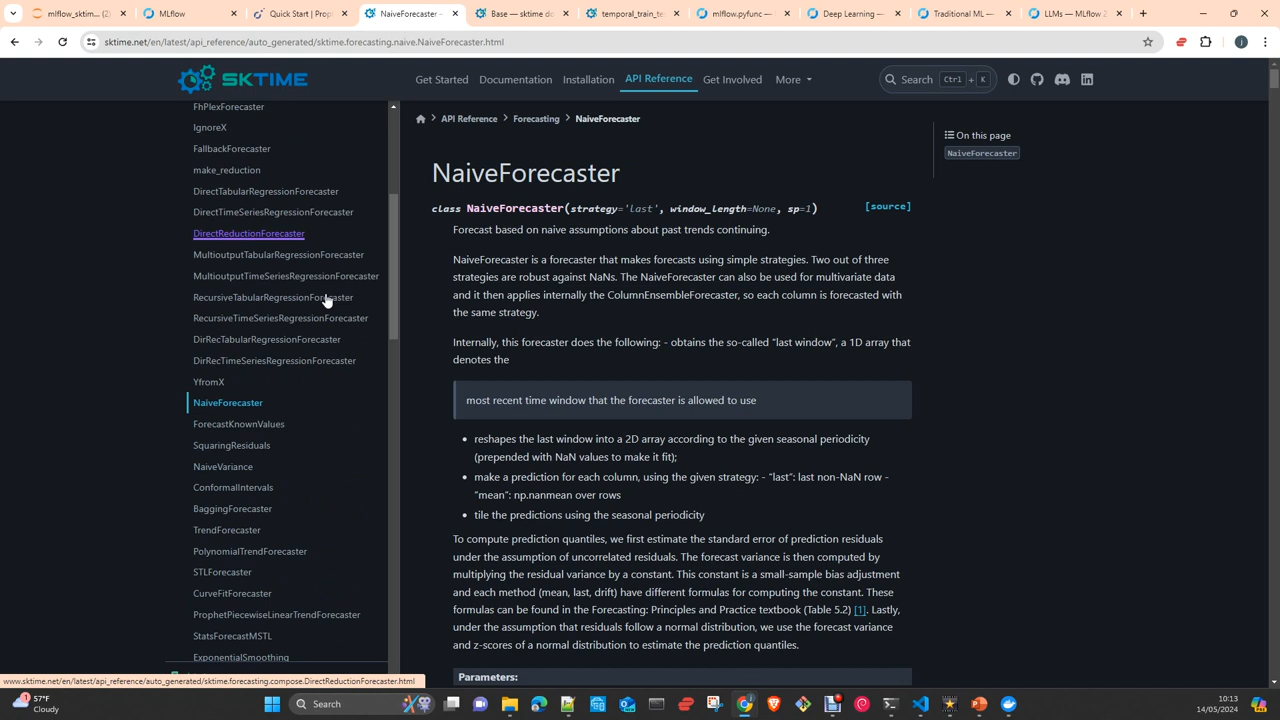 mlflow_sktim... (2)
MLflow
Quick Start | Prop
NaiveForecaster —
Base — sktime do
temporal_train_te
mlflow.pyfunc —
Deep Learning —
Traditional ML —
LLMs — MLflow 2
sktime.net/en/latest/api_reference/auto_generated/sktime.forecasting.naive.NaiveForecaster.html
SKTIME
Get Started
Documentation
Installation
API Reference
Get Involved
More
Search Ctrl + K
FhPlexForecaster
IgnoreX
FallbackForecaster
make_reduction
DirectTabularRegressionForecaster
DirectTimeSeriesRegressionForecaster
DirectReductionForecaster
MultioutputTabularRegressionForecaster
MultioutputTimeSeriesRegressionForecaster
RecursiveTabularRegressionForecaster
RecursiveTimeSeriesRegressionForecaster
DirRecTabularRegressionForecaster
DirRecTimeSeriesRegressionForecaster
YfromX
NaiveForecaster
ForecastKnownValues
SquaringResiduals
NaiveVariance
ConformalIntervals
BaggingForecaster
TrendForecaster
PolynomialTrendForecaster
STLForecaster
CurveFitForecaster
ProphetPiecewiseLinearTrendForecaster
StatsForecastMSTL
ExponentialSmoothing
API Reference > Forecasting > NaiveForecaster
NaiveForecaster
class NaiveForecaster(strategy='last', window_length=None, sp=1) [source]
Forecast based on naive assumptions about past trends continuing.
NaiveForecaster is a forecaster that makes forecasts using simple strategies. Two out of three
strategies are robust against NaNs. The NaiveForecaster can also be used for multivariate data
and it then applies internally the ColumnEnsembleForecaster, so each column is forecasted with
the same strategy.
Internally, this forecaster does the following: - obtains the so-called “last window”, a 1D array that
denotes the
most recent time window that the forecaster is allowed to use
• reshapes the last window into a 2D array according to the given seasonal periodicity
(prepended with NaN values to make it fit);
• make a prediction for each column, using the given strategy: - “last”: last non-NaN row -
“mean”: np.nanmean over rows
• tile the predictions using the seasonal periodicity
To compute prediction quantiles, we first estimate the standard error of prediction residuals
under the assumption of uncorrelated residuals. The forecast variance is then computed by
multiplying the residual variance by a constant. This constant is a small-sample bias adjustment
and each method (mean, last, drift) have different formulas for computing the constant. These
formulas can be found in the Forecasting: Principles and Practice textbook (Table 5.2) [1]. Lastly,
under the assumption that residuals follow a normal distribution, we use the forecast variance
and z-scores of a normal distribution to estimate the prediction quantiles.
Parameters:
On this page
NaiveForecaster
www.sktime.net/en/latest/api_reference/auto_generated/sktime.forecasting.compose.DirectReductionForecaster.html
1
57°F
Cloudy
Search
10:13
14/05/2024